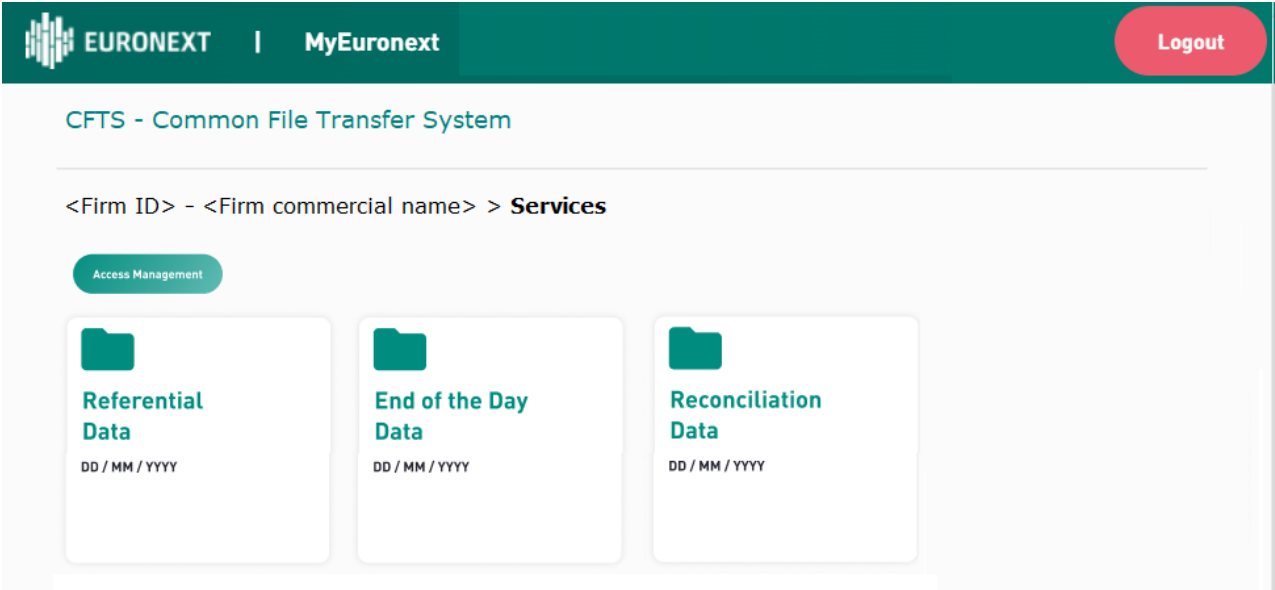 EURONEXT | MyEuronext Logout
CFTS - Common File Transfer System
<Firm ID> - <Firm commercial name> > Services
Access Management
Referential
Data
DD / MM / YYYY
End of the Day
Data
DD / MM / YYYY
Reconciliation
Data
DD / MM / YYYY